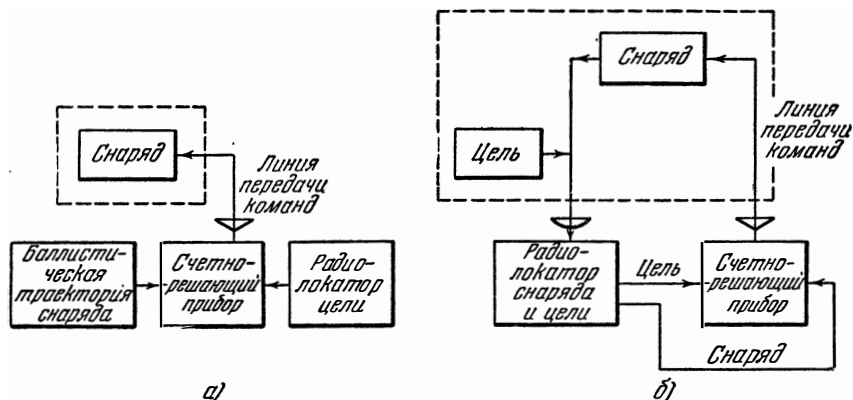 Снаряд
Линия
передачи
команд
Баллисти-
ческая
траектория
снаряда
Счетно-
-решающий
прибор
Радио-
локатор
цели
а)
Снаряд
Цель
Линия
передачи
команд
Радио-
локатор
снаряда
и цели
Цель
Счетно-
-решающий
прибор
Снаряд
б)